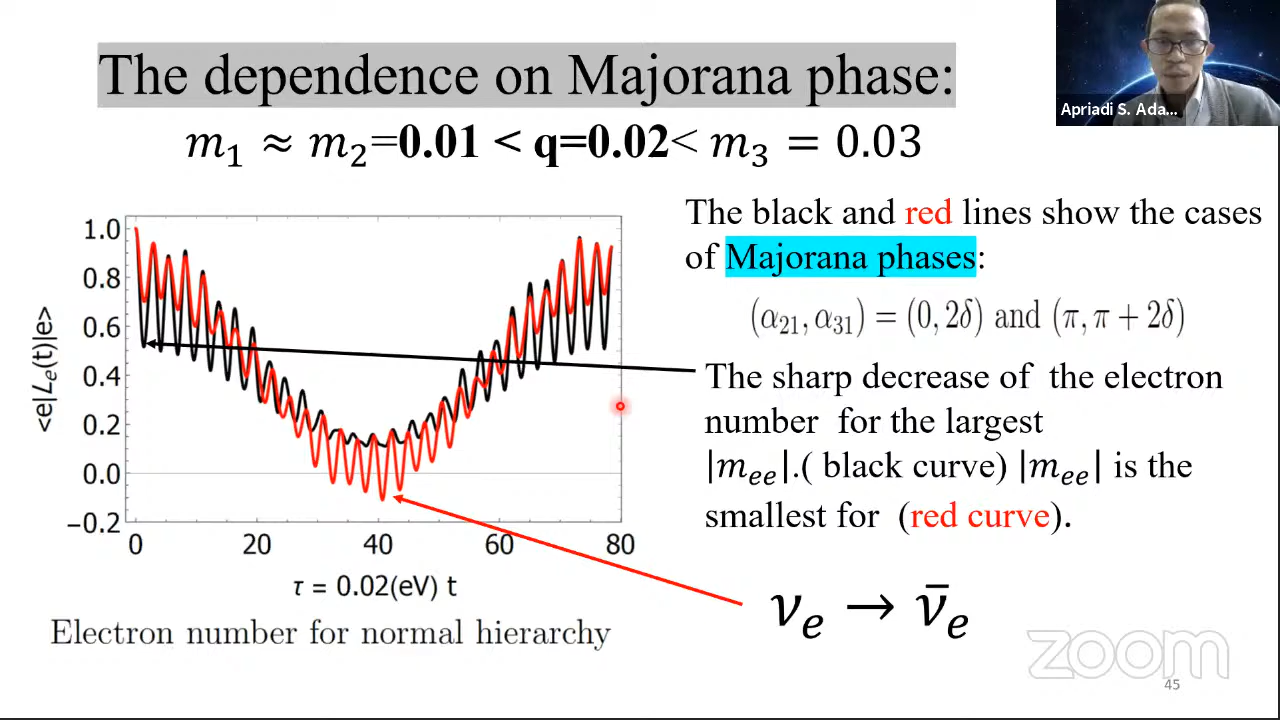 The dependence on Majorana phase:
m₁ ≈ m₂=0.01 < q=0.02< m₃ = 0.03
Apriadi S. Ada...
The black and red lines show the cases
of Majorana phases:
(α₂₁, α₃₁) = (0, 2δ) and (π, π + 2δ)
The sharp decrease of the electron
number for the largest
|mₑₑ|.( black curve) |mₑₑ| is the
smallest for (red curve).
νₑ → ν̄ₑ
<e|Lₑ(t)|e>
1.0
0.8
0.6
0.4
0.2
0.0
−0.2
0 20 40 60 80
τ = 0.02(eV) t
Electron number for normal hierarchy
zoom
45